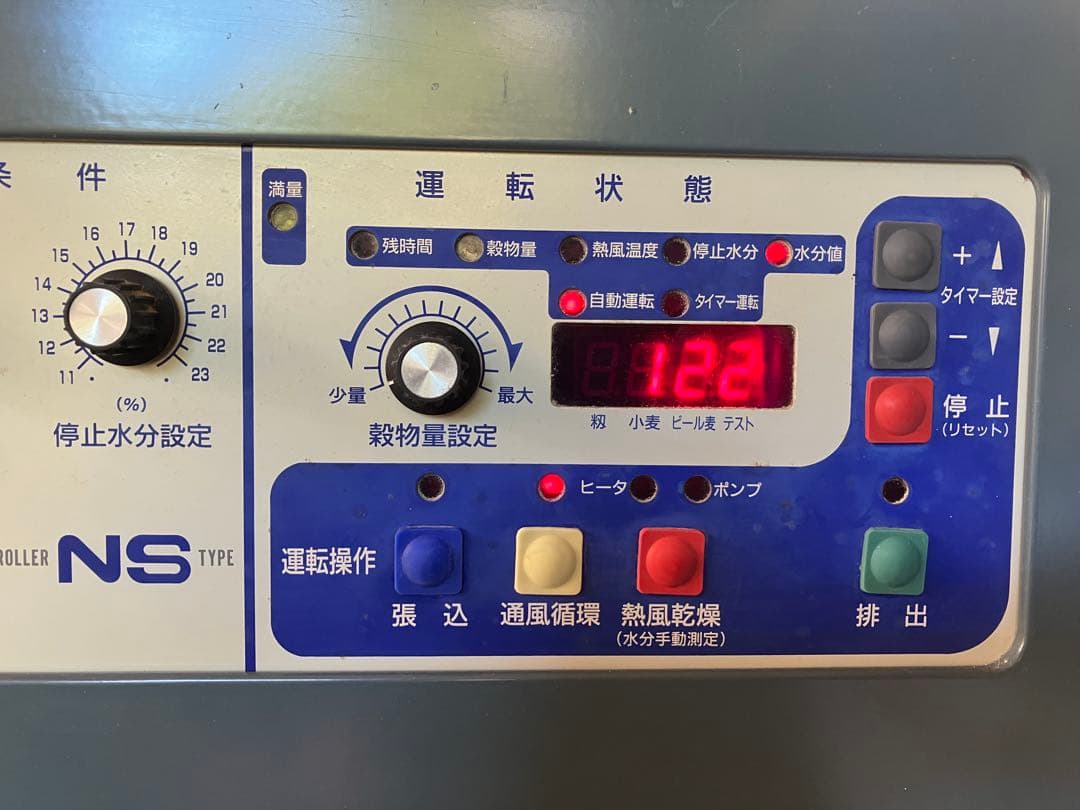 件
満量
運転状態
残時間 穀物量 熱風温度 停止水分 水分値
自動運転 タイマー運転
11 12 13 14 15 16 17 18 19 20 21 22 23
(%)
停止水分設定
少量 最大
穀物量設定
122
籾 小麦 ビール麦 テスト
+
タイマー設定
−
停止
(リセット)
ROLLER NS TYPE
ヒータ ポンプ
運転操作
張込 通風循環 熱風乾燥 排出
(水分手動測定)